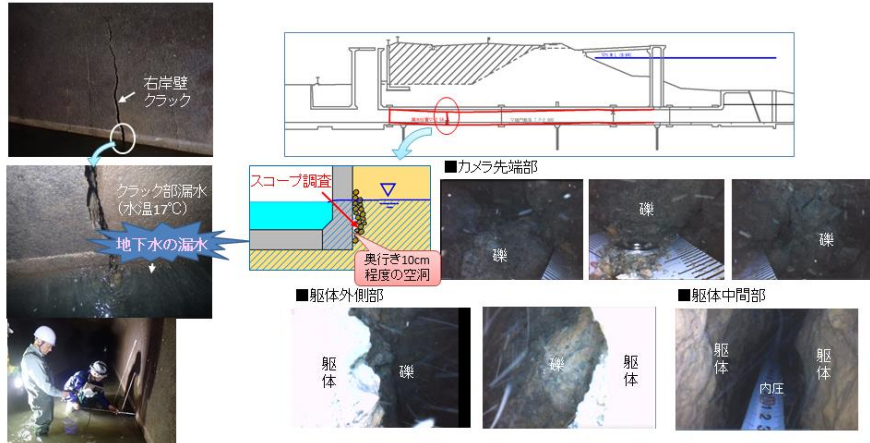 右岸壁
クラック
クラック部漏水
(水温17℃)
地下水の漏水
スコープ調査
奥行き10cm
程度の空洞
■カメラ先端部
礫
礫
礫
■躯体外側部
躯体
礫
礫
躯体
■躯体中間部
躯体
内圧
躯体